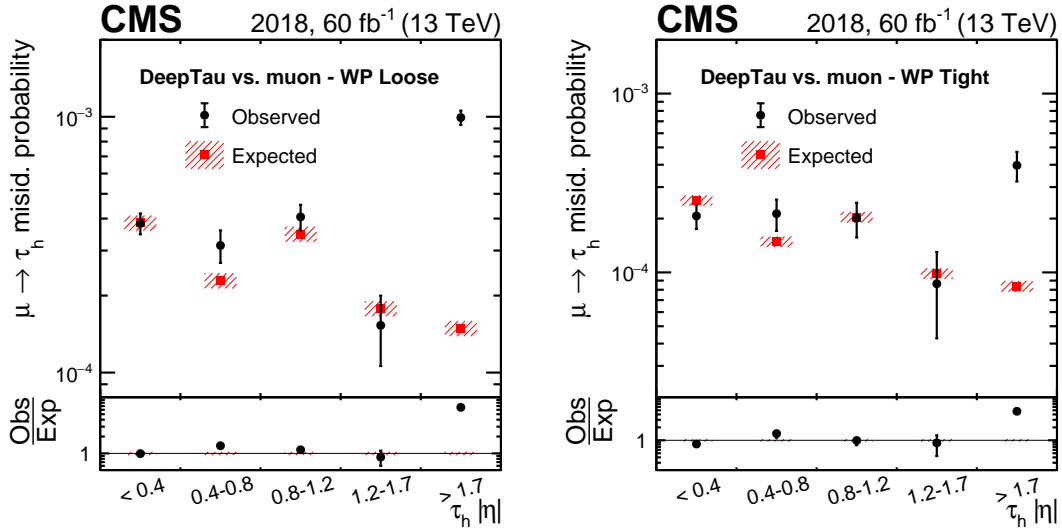 CMS 2018, 60 fb⁻¹ (13 TeV)
DeepTau vs. muon - WP Loose
Observed
Expected
μ → τ_h misid. probability
10⁻³
10⁻⁴
Obs
Exp
1
< 0.4 0.4-0.8 0.8-1.2 1.2-1.7 > 1.7
τ_h |η|
CMS 2018, 60 fb⁻¹ (13 TeV)
DeepTau vs. muon - WP Tight
Observed
Expected
μ → τ_h misid. probability
10⁻³
10⁻⁴
Obs
Exp
1
< 0.4 0.4-0.8 0.8-1.2 1.2-1.7 > 1.7
τ_h |η|